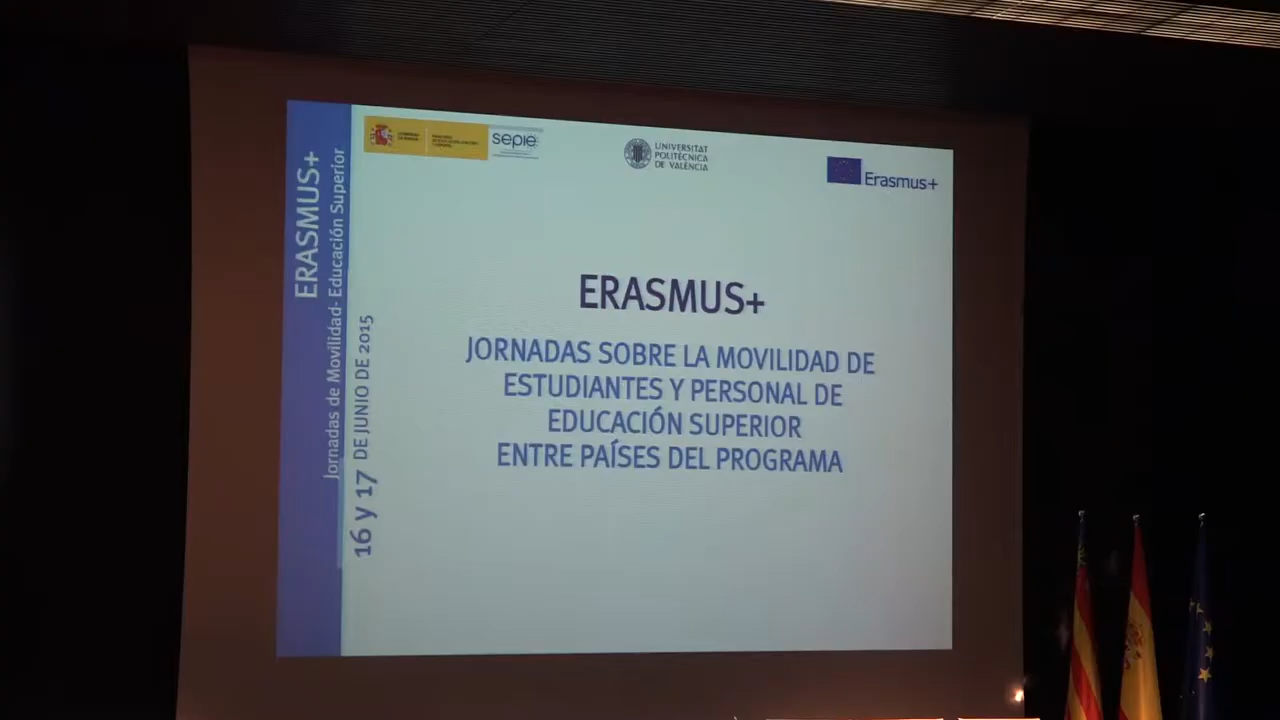 sepie
UNIVERSITAT
POLITÈCNICA
DE VALÈNCIA
Erasmus+
ERASMUS+
Jornadas de Movilidad- Educación Superior
16 y 17 DE JUNIO DE 2015
ERASMUS+
JORNADAS SOBRE LA MOVILIDAD DE
ESTUDIANTES Y PERSONAL DE
EDUCACIÓN SUPERIOR
ENTRE PAÍSES DEL PROGRAMA